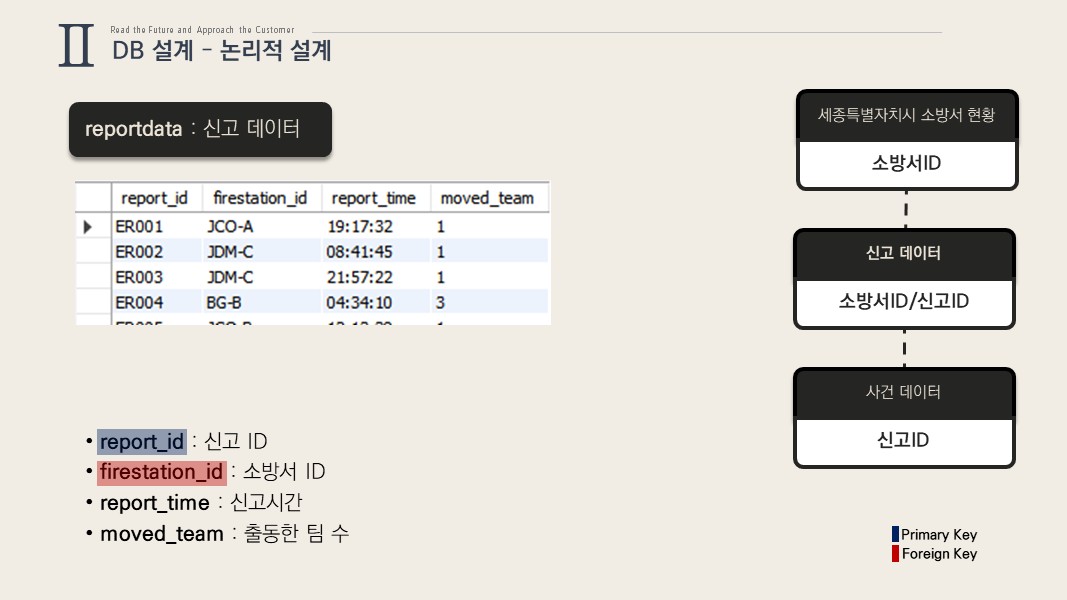 Ⅱ
Read the Future and Approach the Customer
DB 설계 - 논리적 설계
reportdata : 신고 데이터
report_id firestation_id report_time moved_team
ER001 JCO-A 19:17:32 1
ER002 JDM-C 08:41:45 1
ER003 JDM-C 21:57:22 1
ER004 BG-B 04:34:10 3
• report_id : 신고 ID
• firestation_id : 소방서 ID
• report_time : 신고시간
• moved_team : 출동한 팀 수
세종특별자치시 소방서 현황
소방서ID
신고 데이터
소방서ID/신고ID
사건 데이터
신고ID
Primary Key
Foreign Key